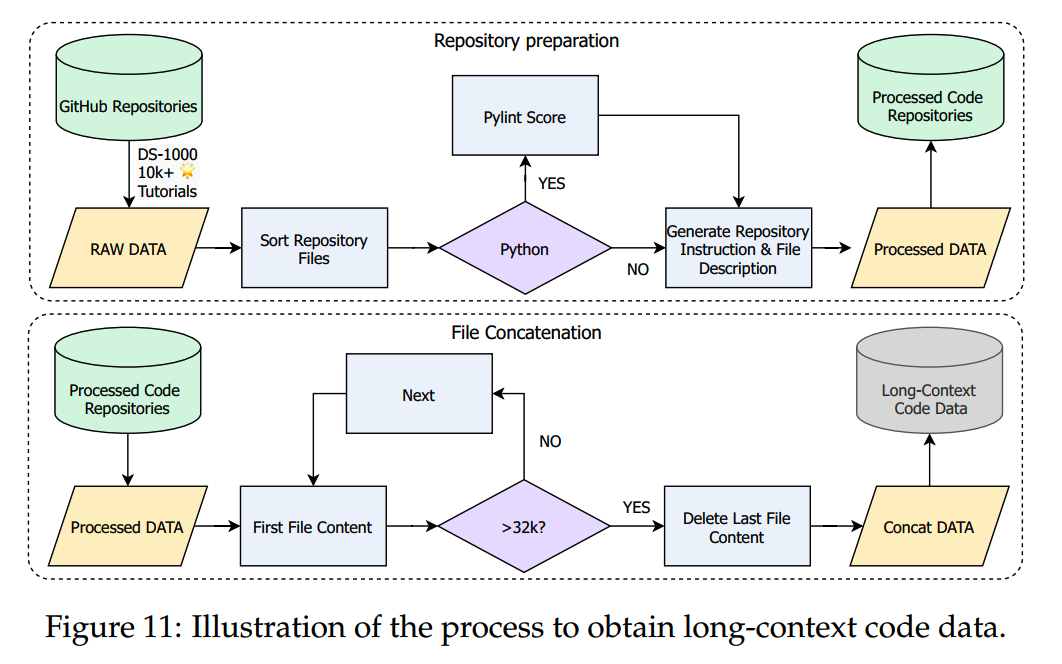 Repository preparation
GitHub Repositories
DS-1000
10k+ 🌟
Tutorials
RAW DATA
Sort Repository
Files
Python
YES
Pylint Score
NO
Generate Repository
Instruction & File
Description
Processed DATA
Processed Code
Repositories
File Concatenation
Processed Code
Repositories
Processed DATA
First File Content
>32k?
NO
Next
YES
Delete Last File
Content
Concat DATA
Long-Context
Code Data
Figure 11: Illustration of the process to obtain long-context code data.